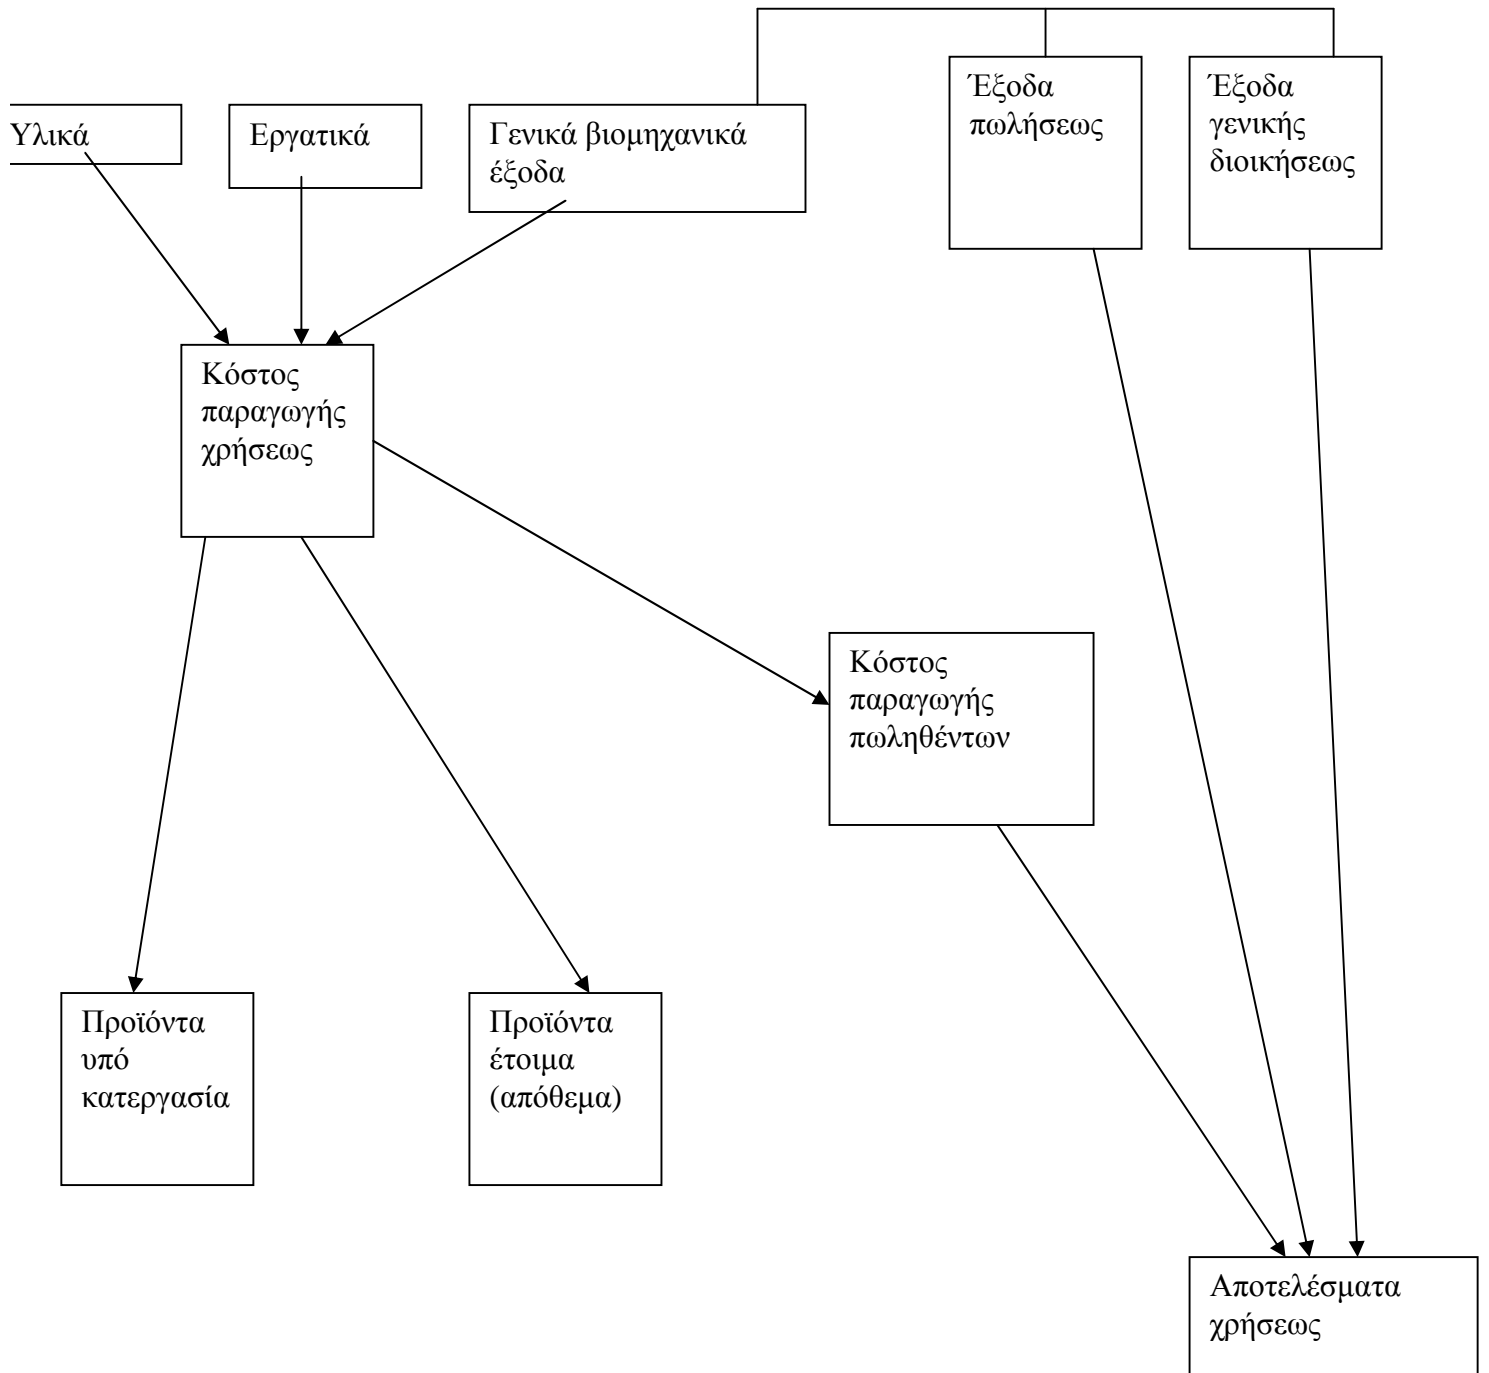 Υλικά
Εργατικά
Γενικά βιομηχανικά
έξοδα
Έξοδα
πωλήσεως
Έξοδα
γενικής
διοικήσεως
Κόστος
παραγωγής
χρήσεως
Κόστος
παραγωγής
πωληθέντων
Προϊόντα
υπό
κατεργασία
Προϊόντα
έτοιμα
(απόθεμα)
Αποτελέσματα
χρήσεως